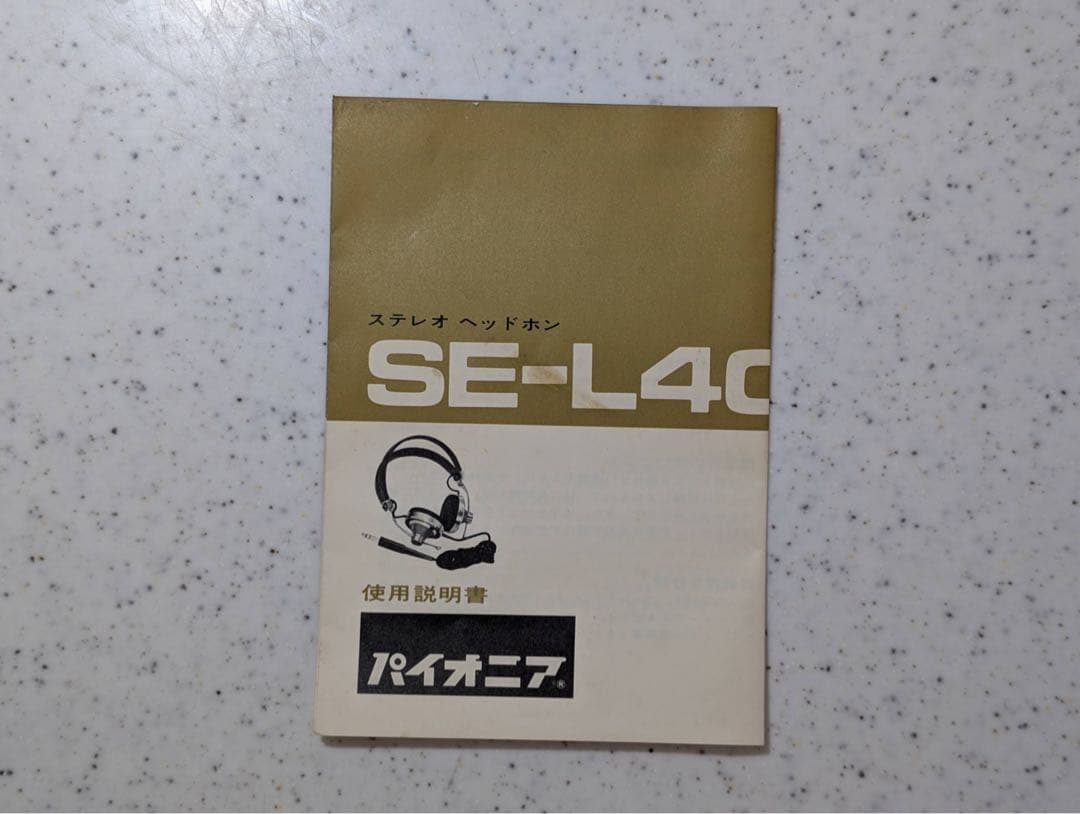 ステレオ ヘッドホン
SE-L40
使用説明書
パイオニア®